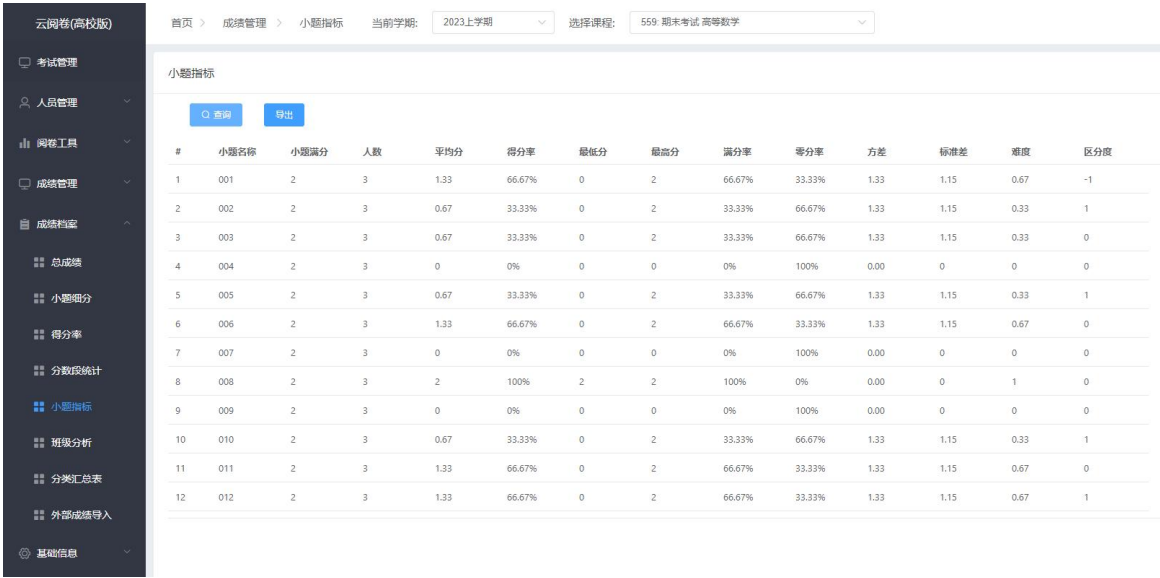 云阅卷(高校版)
首页 > 成绩管理 > 小题指标 当前学期: 2023上学期 选择课程: 559: 期末考试 高等数学
考试管理
人员管理
阅卷工具
成绩管理
成绩档案
总成绩
小题细分
得分率
分数段统计
小题指标
班级分析
分类汇总表
外部成绩导入
基础信息
小题指标
查询 导出
# 小题名称 小题满分 人数 平均分 得分率 最低分 最高分 满分率 零分率 方差 标准差 难度 区分度
1 001 2 3 1.33 66.67% 0 2 66.67% 33.33% 1.33 1.15 0.67 -1
2 002 2 3 0.67 33.33% 0 2 33.33% 66.67% 1.33 1.15 0.33 1
3 003 2 3 0.67 33.33% 0 2 33.33% 66.67% 1.33 1.15 0.33 0
4 004 2 3 0 0% 0 0 0% 100% 0.00 0 0 0
5 005 2 3 0.67 33.33% 0 2 33.33% 66.67% 1.33 1.15 0.33 1
6 006 2 3 1.33 66.67% 0 2 66.67% 33.33% 1.33 1.15 0.67 0
7 007 2 3 0 0% 0 0 0% 100% 0.00 0 0 0
8 008 2 3 2 100% 2 2 100% 0% 0.00 0 1 0
9 009 2 3 0 0% 0 0 0% 100% 0.00 0 0 0
10 010 2 3 0.67 33.33% 0 2 33.33% 66.67% 1.33 1.15 0.33 1
11 011 2 3 1.33 66.67% 0 2 66.67% 33.33% 1.33 1.15 0.67 0
12 012 2 3 1.33 66.67% 0 2 66.67% 33.33% 1.33 1.15 0.67 1